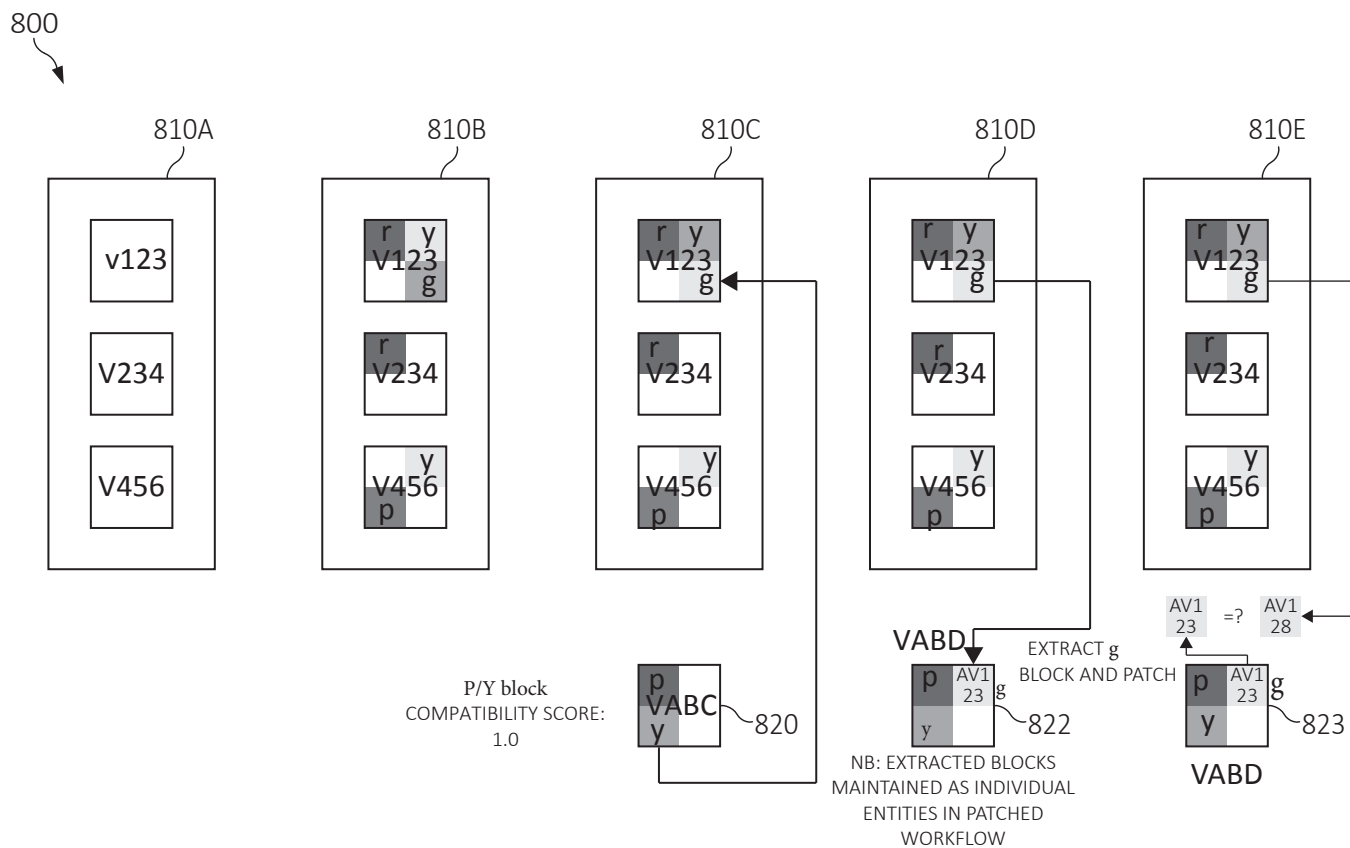 800
810A
810B
810C
810D
810E
v123
r y
V123
g
r y
V123
g
r y
V123
g
r y
V123
g
V234
r
V234
r
V234
r
V234
r
V234
V456
y
V456
p
y
V456
p
y
V456
p
y
V456
p
AV1
23
=?
AV1
28
P/Y block
COMPATIBILITY SCORE:
1.0
p
VABC
y
820
VABD
p
AV1
23
g
y
822
EXTRACT g
BLOCK AND PATCH
NB: EXTRACTED BLOCKS
MAINTAINED AS INDIVIDUAL
ENTITIES IN PATCHED
WORKFLOW
p
AV1
23
g
y
823
VABD